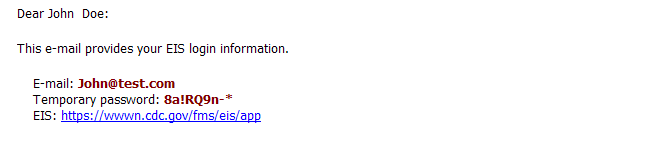 Dear John  Doe:
This e-mail provides your EIS login information.
E-mail: John@test.com
Temporary password: 8a!RQ9n-*
EIS: https://wwwn.cdc.gov/fms/eis/app